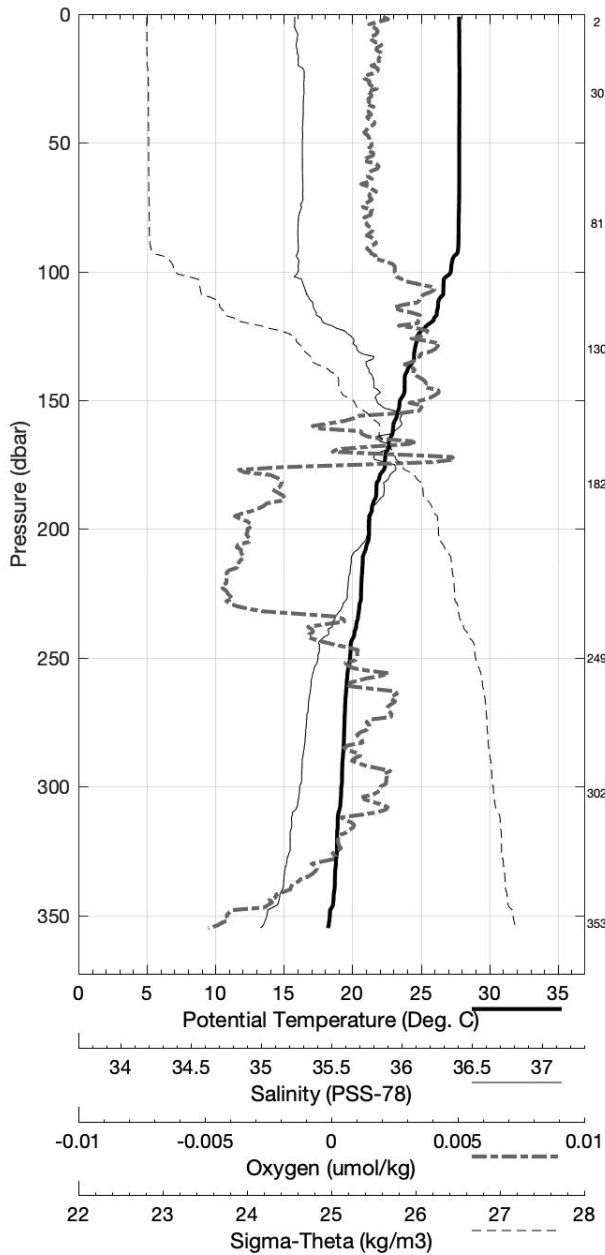 0
2
30
50
81
100
130
150
182
200
249
250
300
302
350
353
Pressure (dbar)
0 5 10 15 20 25 30 35
Potential Temperature (Deg. C)
34 34.5 35 35.5 36 36.5 37
Salinity (PSS-78)
-0.01 -0.005 0 0.005 0.01
Oxygen (umol/kg)
22 23 24 25 26 27 28
Sigma-Theta (kg/m3)